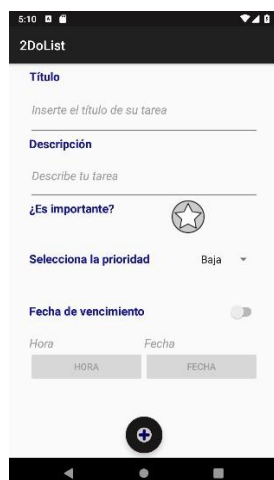 5:10
2DoList
Título
Inserte el título de su tarea
Descripción
Describe tu tarea
¿Es importante?
Selecciona la prioridad Baja
Fecha de vencimiento
Hora Fecha
HORA FECHA